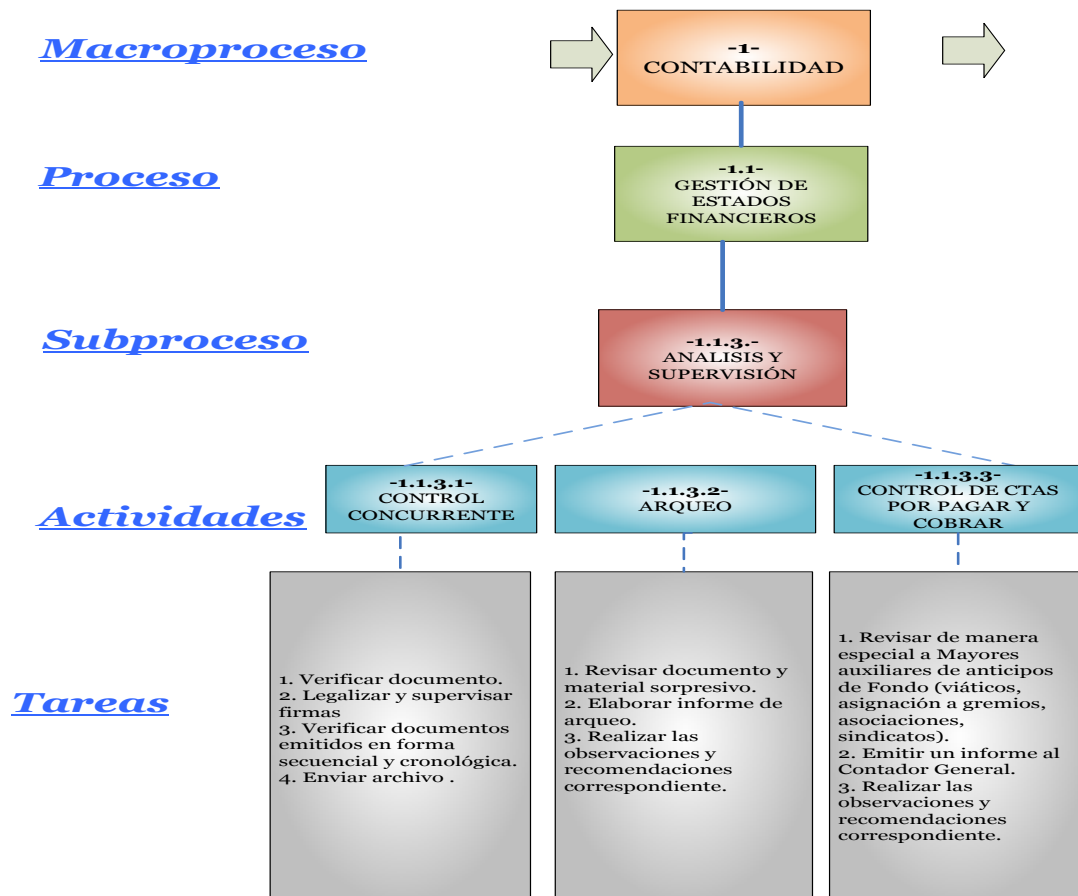 Macroproceso
-1-
CONTABILIDAD
Proceso
-1.1-
GESTIÓN DE
ESTADOS
FINANCIEROS
Subproceso
-1.1.3.-
ANALISIS Y
SUPERVISIÓN
Actividades
-1.1.3.1-
CONTROL
CONCURRENTE
-1.1.3.2-
ARQUEO
-1.1.3.3-
CONTROL DE CTAS
POR PAGAR Y
COBRAR
Tareas
1. Verificar documento.
2. Legalizar y supervisar
firmas
3. Verificar documentos
emitidos en forma
secuencial y cronológica.
4. Enviar archivo .
1. Revisar documento y
material sorpresivo.
2. Elaborar informe de
arqueo.
3. Realizar las
observaciones y
recomendaciones
correspondiente.
1. Revisar de manera
especial a Mayores
auxiliares de anticipos
de Fondo (viáticos,
asignación a gremios,
asociaciones,
sindicatos).
2. Emitir un informe al
Contador General.
3. Realizar las
observaciones y
recomendaciones
correspondiente.